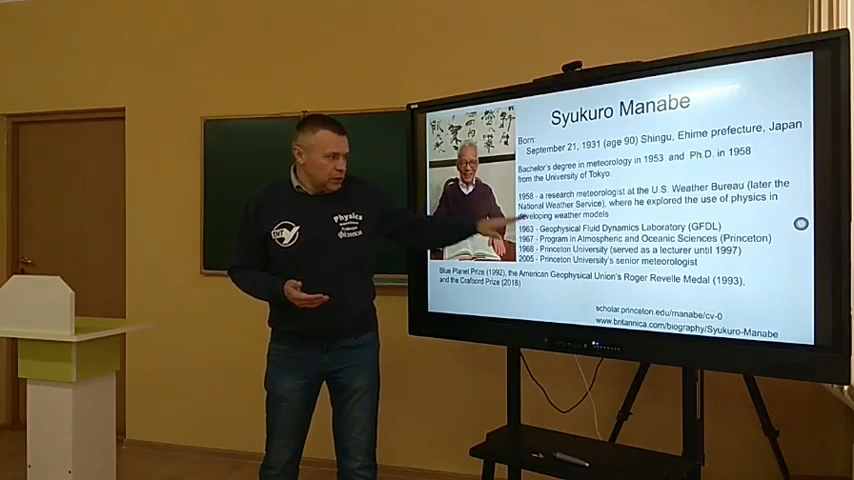 Syukuro Manabe
Born:
September 21, 1931 (age 90) Shingu, Ehime prefecture, Japan
Bachelor's degree in meteorology in 1953 and Ph.D. in 1958
from the University of Tokyo.
1958 - a research meteorologist at the U.S. Weather Bureau (later the
National Weather Service), where he explored the use of physics in
developing weather models
1963 - Geophysical Fluid Dynamics Laboratory (GFDL)
1967 - Program in Atmospheric and Oceanic Sciences (Princeton)
1968 - Princeton University (served as a lecturer until 1997)
2005 - Princeton University's senior meteorologist
Blue Planet Prize (1992), the American Geophysical Union's Roger Revelle Medal (1993),
and the Crafoord Prize (2018)
scholar.princeton.edu/manabe/cv-0
www.britannica.com/biography/Syukuro-Manabe
Physics